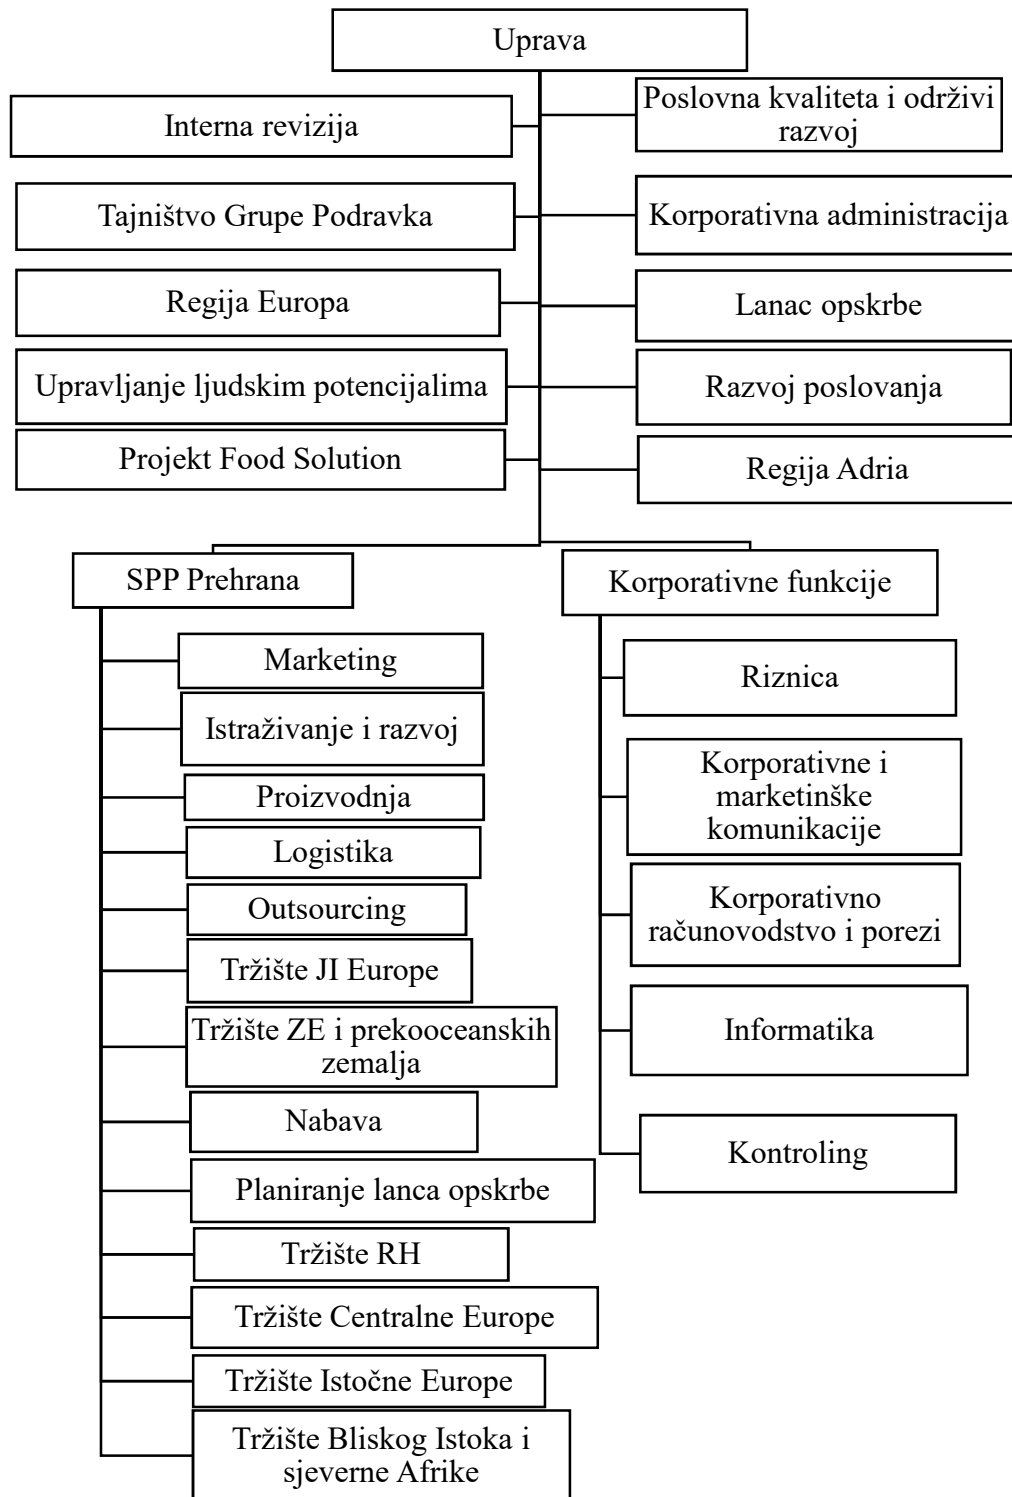 Uprava
Interna revizija
Poslovna kvaliteta i održivi
razvoj
Tajništvo Grupe Podravka
Korporativna administracija
Regija Europa
Lanac opskrbe
Upravljanje ljudskim potencijalima
Razvoj poslovanja
Projekt Food Solution
Regija Adria
SPP Prehrana
Marketing
Istraživanje i razvoj
Proizvodnja
Logistika
Outsourcing
Tržište JI Europe
Tržište ZE i prekooceanskih
zemalja
Nabava
Planiranje lanca opskrbe
Tržište RH
Tržište Centralne Europe
Tržište Istočne Europe
Tržište Bliskog Istoka i
sjeverne Afrike
Korporativne funkcije
Riznica
Korporativne i
marketinške
komunikacije
Korporativno
računovodstvo i porezi
Informatika
Kontroling